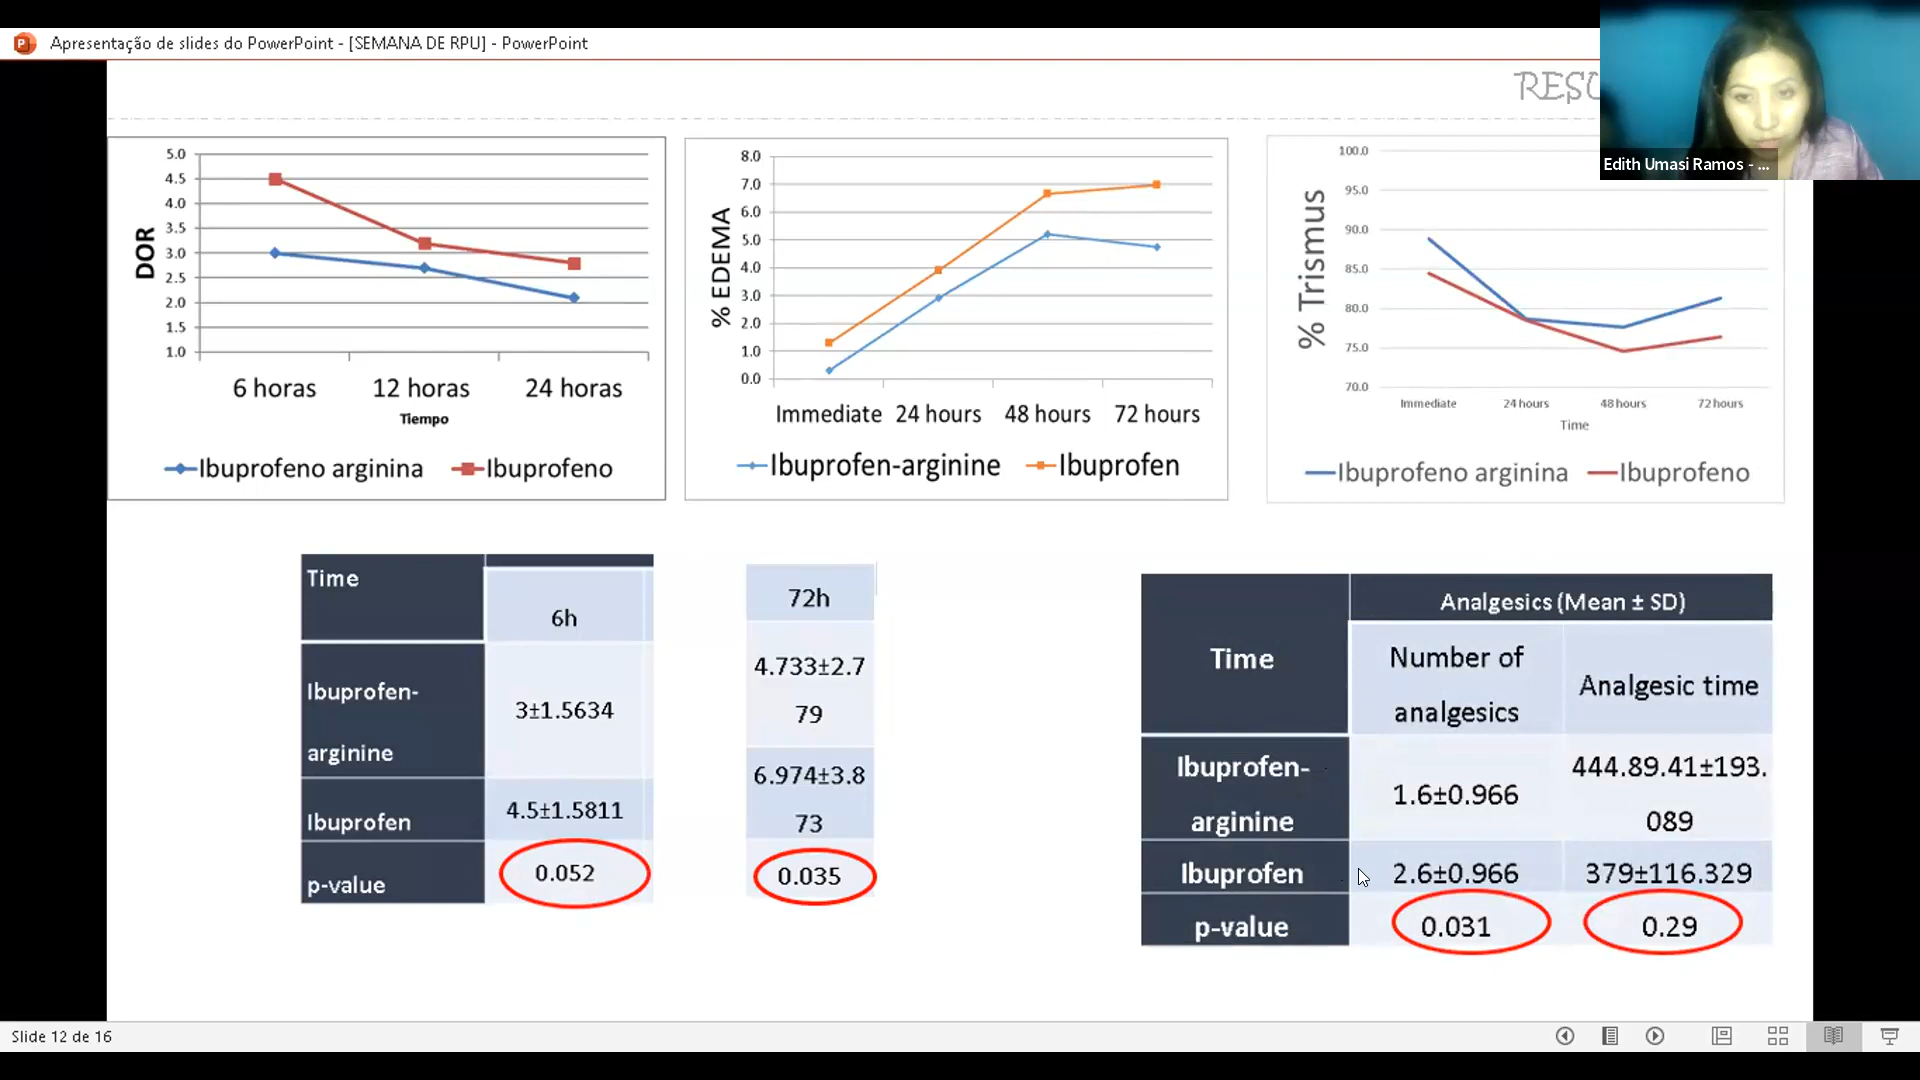 Apresentação de slides do PowerPoint - [SEMANA DE RPU] - PowerPoint
Edith Umasi Ramos - ...
DOR
5.0
4.5
4.0
3.5
3.0
2.5
2.0
1.5
1.0
6 horas 12 horas 24 horas
Tiempo
Ibuprofeno arginina Ibuprofeno
% EDEMA
8.0
7.0
6.0
5.0
4.0
3.0
2.0
1.0
0.0
Immediate 24 hours 48 hours 72 hours
Ibuprofen-arginine Ibuprofen
% Trismus
100.0
95.0
90.0
85.0
80.0
75.0
70.0
Immediate 24 hours 48 hours 72 hours
Time
Ibuprofeno arginina Ibuprofeno
Time
6h
Ibuprofen-
arginine
3±1.5634
Ibuprofen
4.5±1.5811
p-value
0.052
72h
4.733±2.7
79
6.974±3.8
73
0.035
Time
Analgesics (Mean ± SD)
Number of
analgesics
Analgesic time
Ibuprofen-
arginine
1.6±0.966
444.89.41±193.
089
Ibuprofen
2.6±0.966
379±116.329
p-value
0.031
0.29
Slide 12 de 16